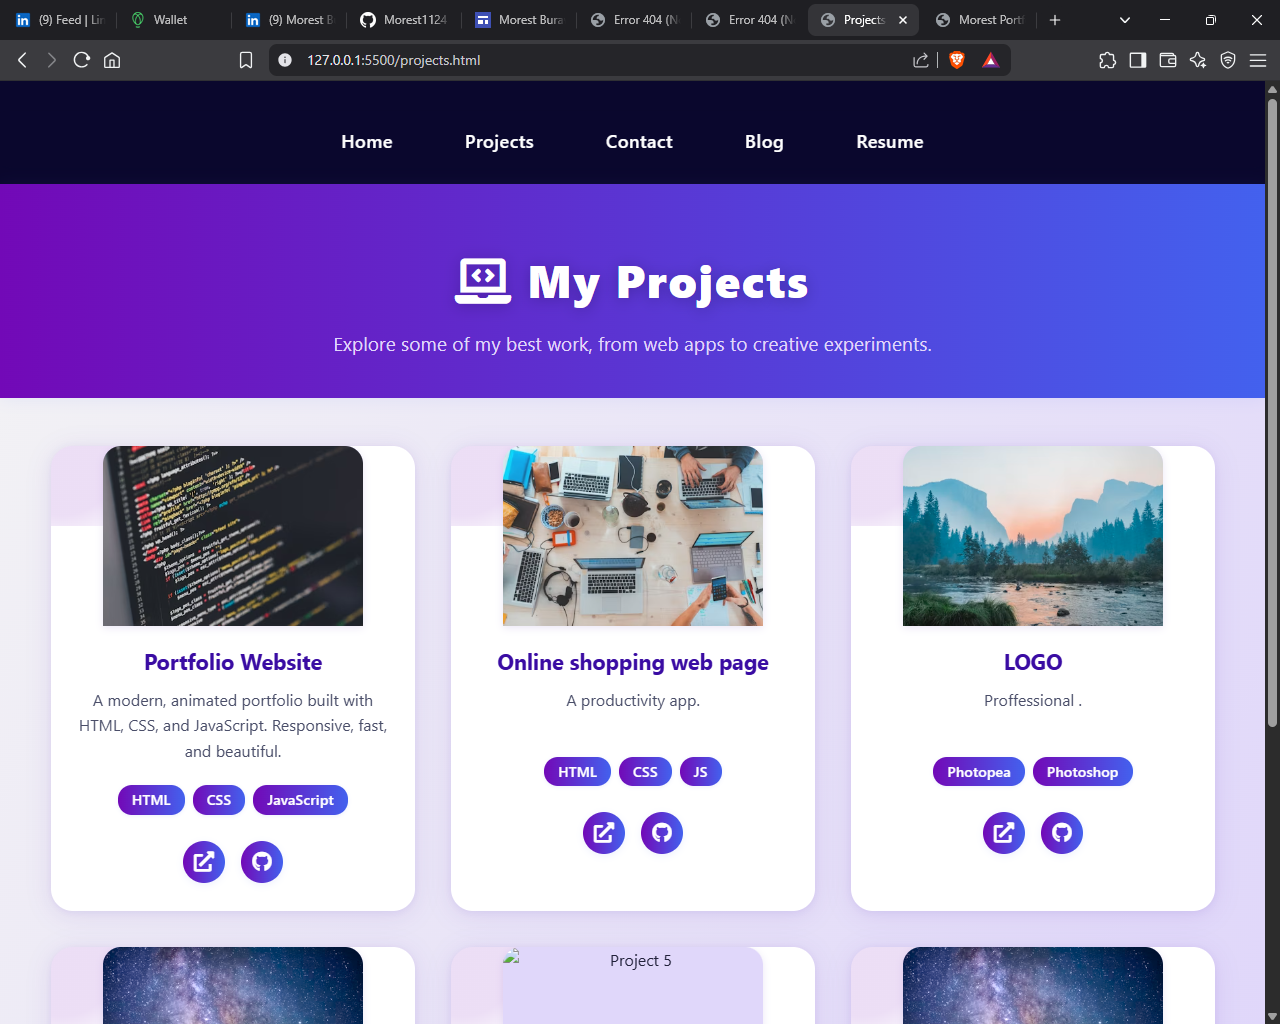 (9) Feed | Lin
Wallet
(9) Morest B
Morest1124
Morest Bura
Error 404 (N
Error 404 (N
Projects
Morest Portf
127.0.0.1:5500/projects.html
Home
Projects
Contact
Blog
Resume
My Projects
Explore some of my best work, from web apps to creative experiments.
Portfolio Website
A modern, animated portfolio built with
HTML, CSS, and JavaScript. Responsive, fast,
and beautiful.
HTML
CSS
JavaScript
Online shopping web page
A productivity app.
HTML
CSS
JS
LOGO
Proffessional .
Photopea
Photoshop
Project 5